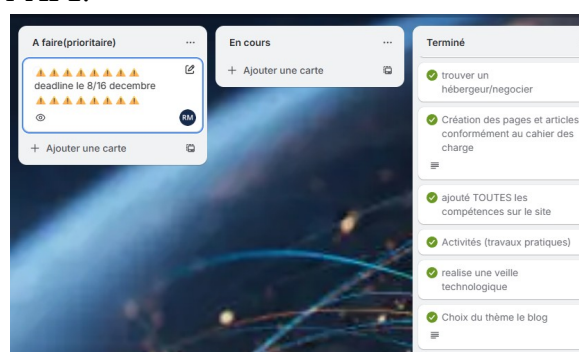 A faire(prioritaire)
⚠️⚠️⚠️⚠️⚠️⚠️⚠️⚠️
deadline le 8/16 decembre
⚠️⚠️⚠️⚠️⚠️⚠️⚠️⚠️
RM
+ Ajouter une carte
En cours
+ Ajouter une carte
Terminé
trouver un
hébergeur/negocier
Création des pages et articles
conformément au cahier des
charge
ajouté TOUTES les
compétences sur le site
Activités (travaux pratiques)
realise une veille
technologique
Choix du thème le blog